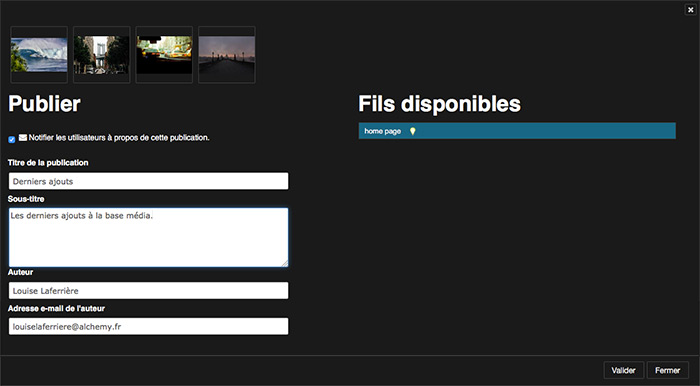 Publier
Notifier les utilisateurs à propos de cette publication.
Titre de la publication
Derniers ajouts
Sous-titre
Les derniers ajouts à la base média.
Auteur
Louise Laferrière
Adresse e-mail de l'auteur
louiselaferriere@alchemy.fr
Fils disponibles
home page
Valider
Fermer